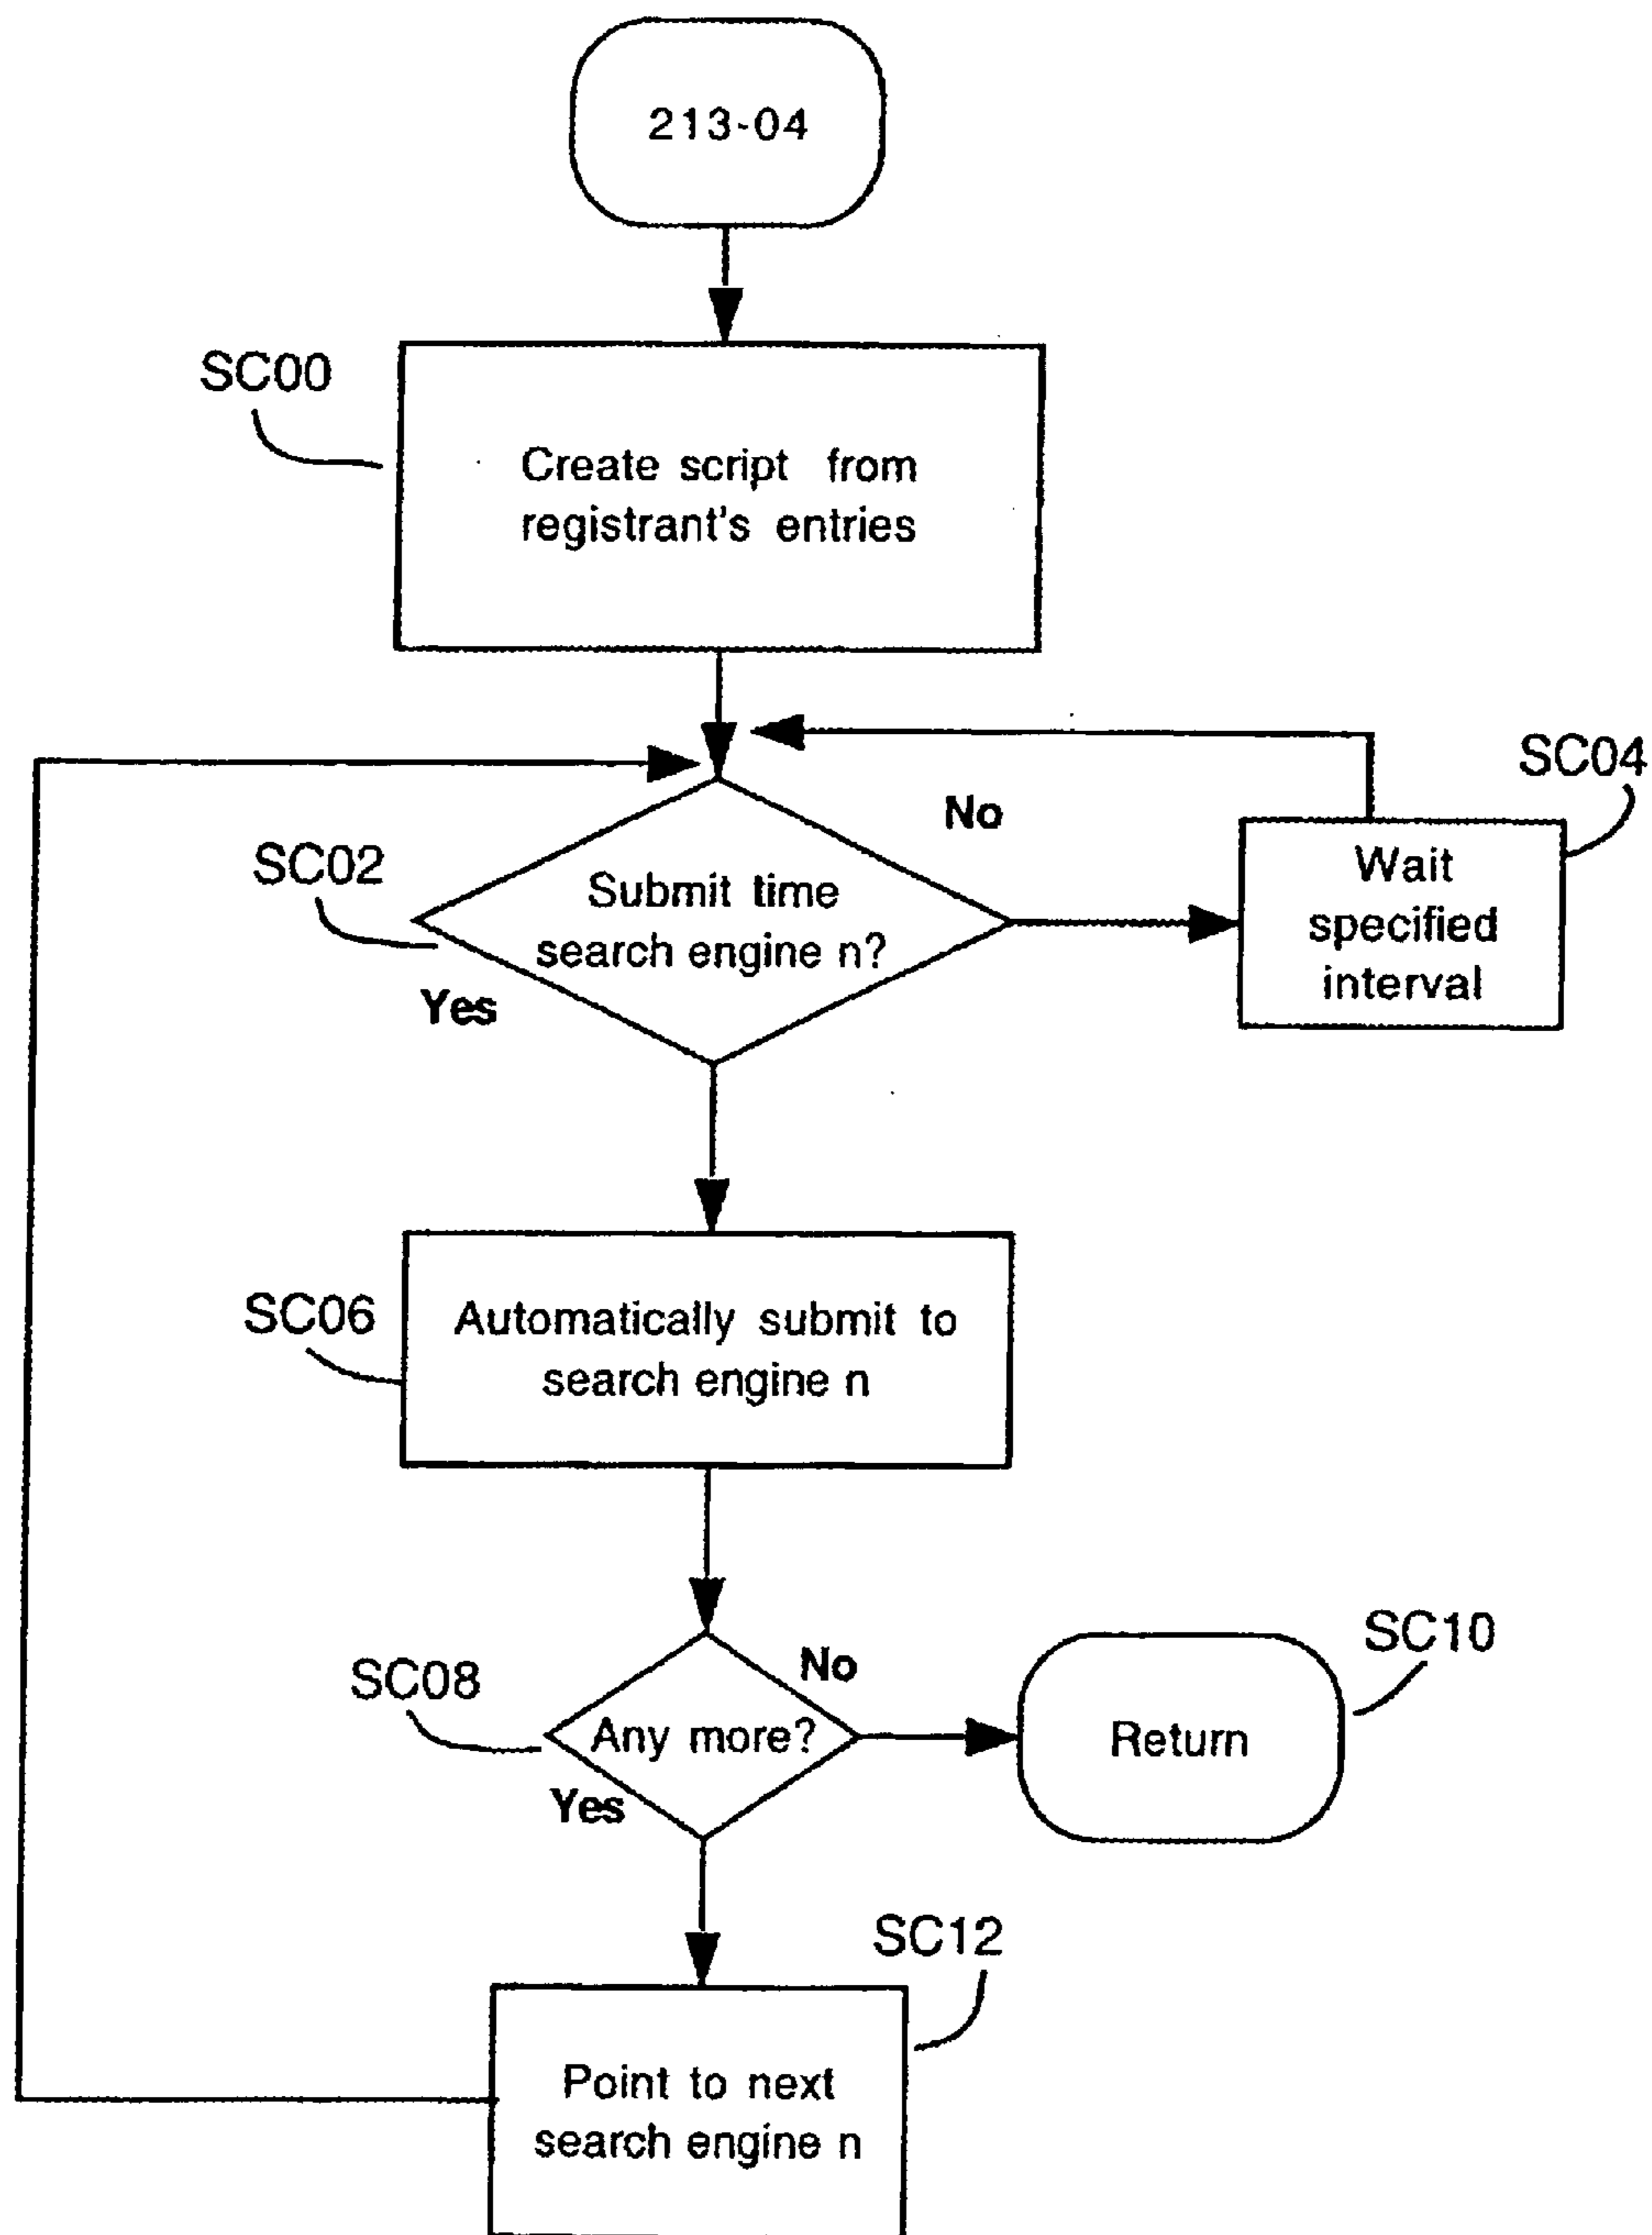 213-04
SC00
Create script from
registrant's entries
SC04
No
SC02
Submit time
search engine n?
Wait
specified
interval
Yes
SC06
Automatically submit to
search engine n
SC10
No
SC08
Any more?
Return
Yes
SC12
Point to next
search engine n